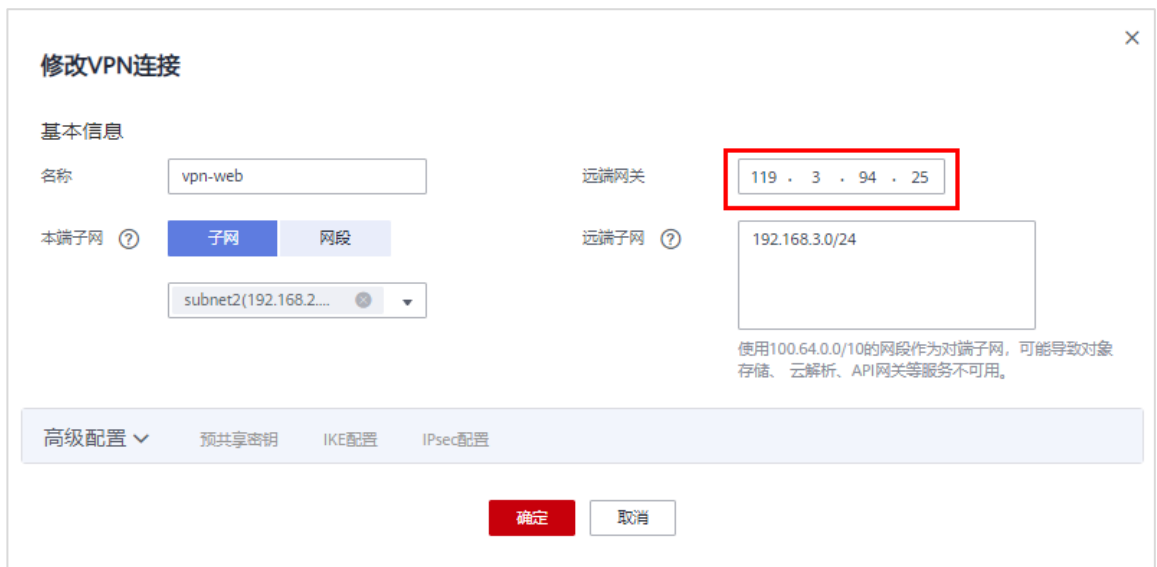 修改VPN连接
基本信息
名称
vpn-web
远端网关
119 . 3 . 94 . 25
本端子网 ?
子网
网段
远端子网 ?
192.168.3.0/24
subnet2(192.168.2....
使用100.64.0.0/10的网段作为对端子网，可能导致对象
存储、 云解析、API网关等服务不可用。
高级配置
预共享密钥
IKE配置
IPsec配置
确定
取消